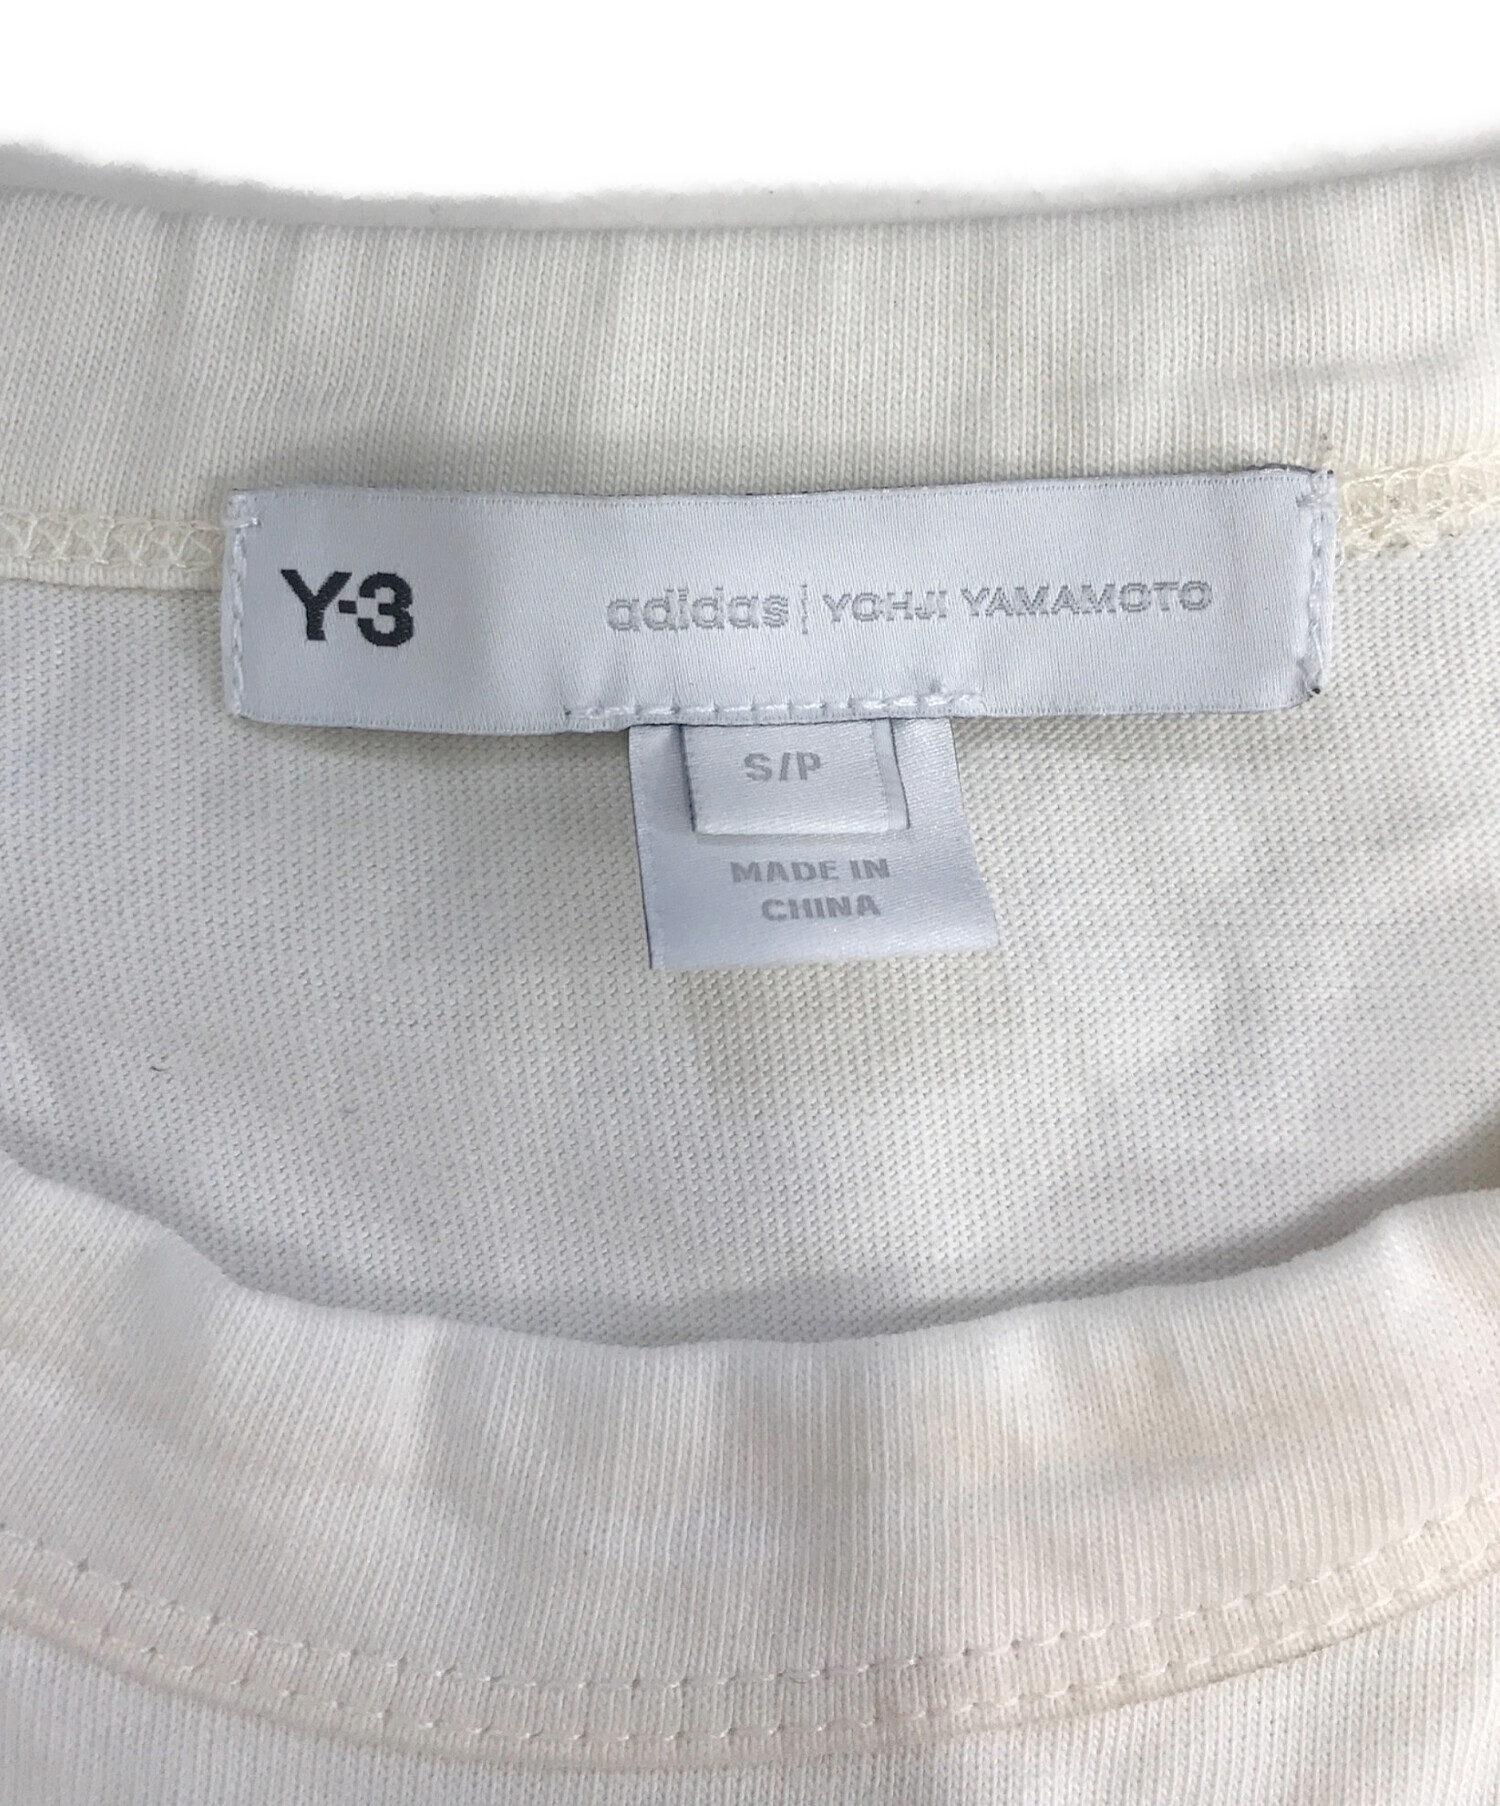 Y-3 adidas | YOHJI YAMAMOTO
S/P
MADE IN
CHINA